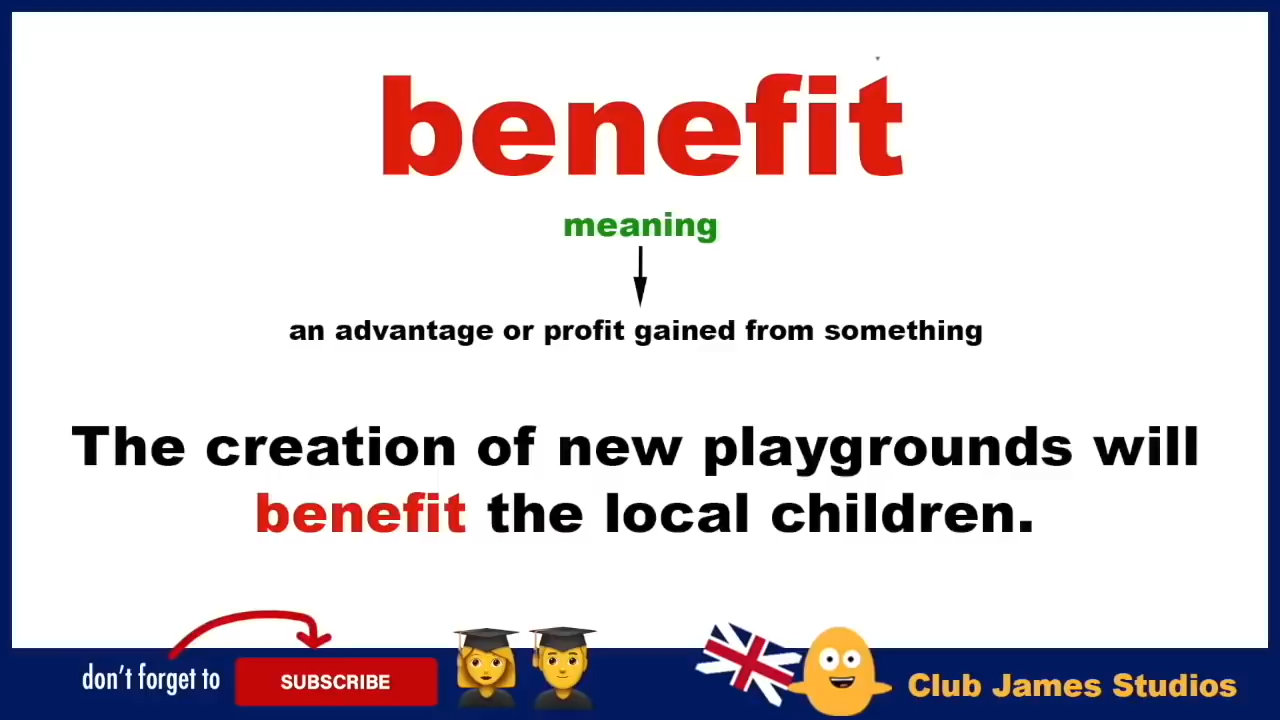 benefit
meaning
an advantage or profit gained from something
The creation of new playgrounds will
benefit the local children.
don't forget to
SUBSCRIBE
Club James Studios